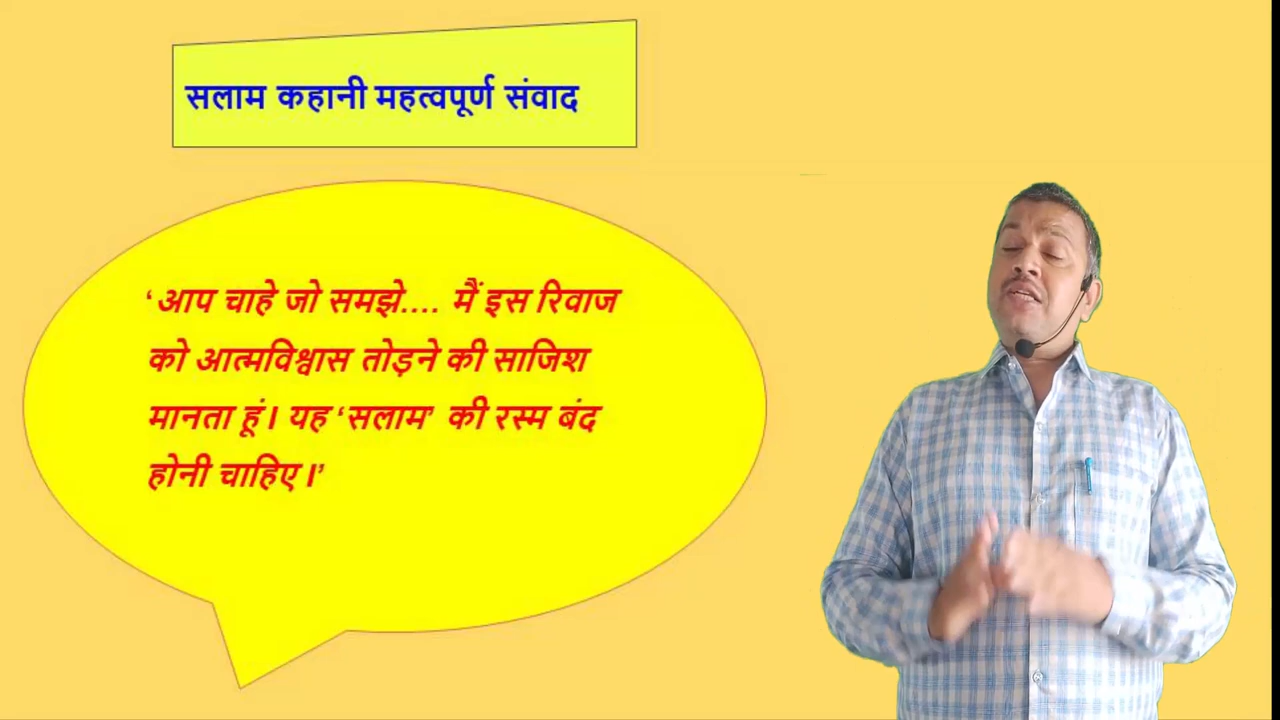 सलाम कहानी महत्वपूर्ण संवाद
‘आप चाहे जो समझे.... मैं इस रिवाज
को आत्मविश्वास तोड़ने की साजिश
मानता हूं। यह ‘सलाम’ की रस्म बंद
होनी चाहिए।’